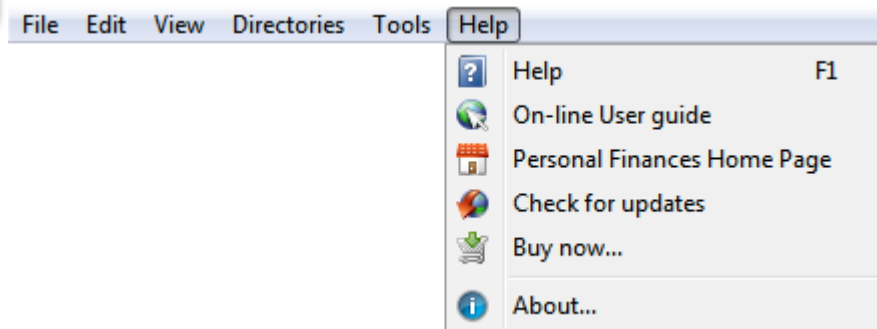 File Edit View Directories Tools Help
Help F1
On-line User guide
Personal Finances Home Page
Check for updates
Buy now...
About...